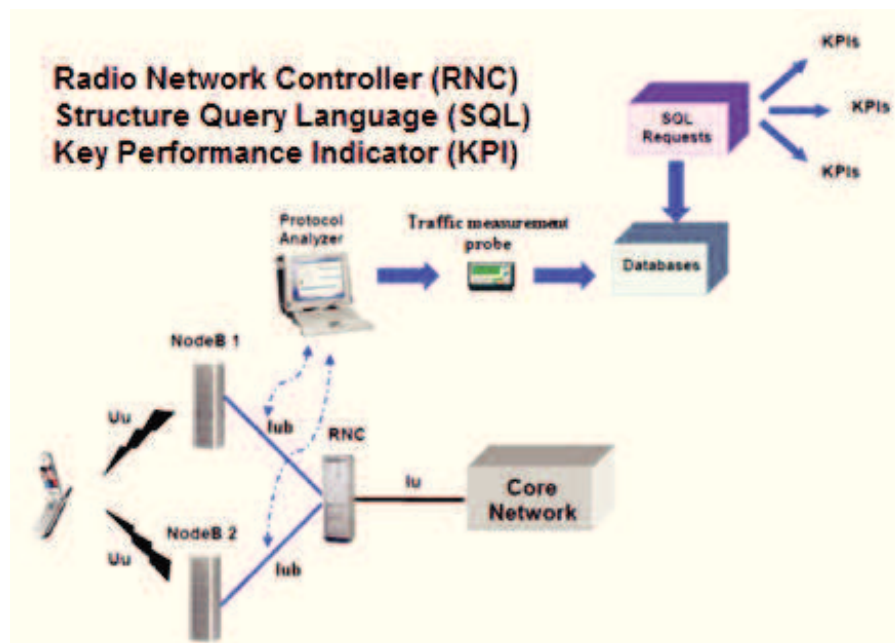 Radio Network Controller (RNC)
Structure Query Language (SQL)
Key Performance Indicator (KPI)
KPIs
KPIs
KPIs
SQL
Requests
Protocol
Analyzer
Traffic measurement
probe
Databases
NodeB 1
Uu
Iub
RNC
Iu
Core
Network
NodeB 2
Uu
Iub